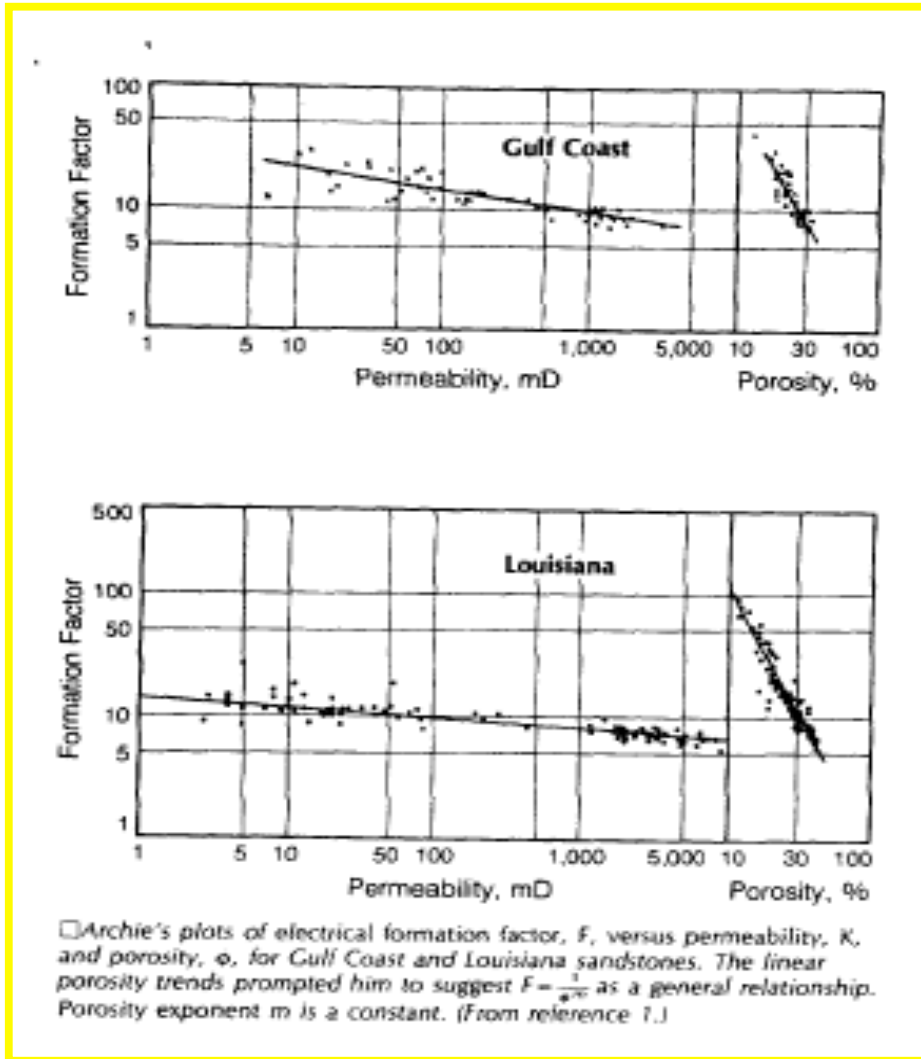 100
50
10
5
1
Formation Factor
Gulf Coast
1 5 10 50 100 1,000 5,000 10 30 100
Permeability, mD Porosity, %
500
100
50
10
5
1
Formation Factor
Louisiana
1 5 10 50 100 1,000 5,000 10 30 100
Permeability, mD Porosity, %
□Archie's plots of electrical formation factor, F, versus permeability, K,
and porosity, φ, for Gulf Coast and Louisiana sandstones. The linear
porosity trends prompted him to suggest F = 1/φᵐ as a general relationship.
Porosity exponent m is a constant. (From reference 1.)